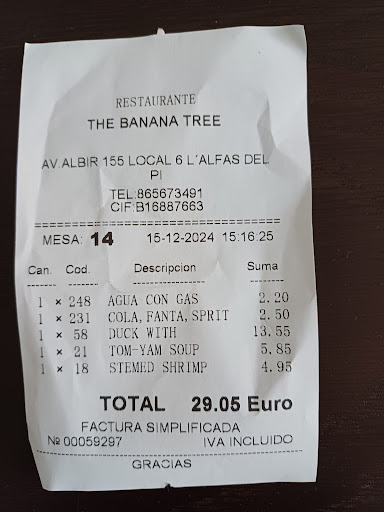 RESTAURANTE
THE BANANA TREE
AV.ALBIR 155 LOCAL 6 L´ALFAS DEL
PI
TEL:865673491
CIF:B16887663
MESA: 14 15-12-2024 15:16:25
Can. Cod. Descripcion Suma
1 × 248 AGUA CON GAS 2.20
1 × 231 COLA,FANTA,SPRIT 2.50
1 × 58 DUCK WITH 13.55
1 × 21 TOM-YAM SOUP 5.85
1 × 18 STEMED SHRIMP 4.95
TOTAL 29.05 Euro
FACTURA SIMPLIFICADA
Nº 00059297 IVA INCLUIDO
GRACIAS